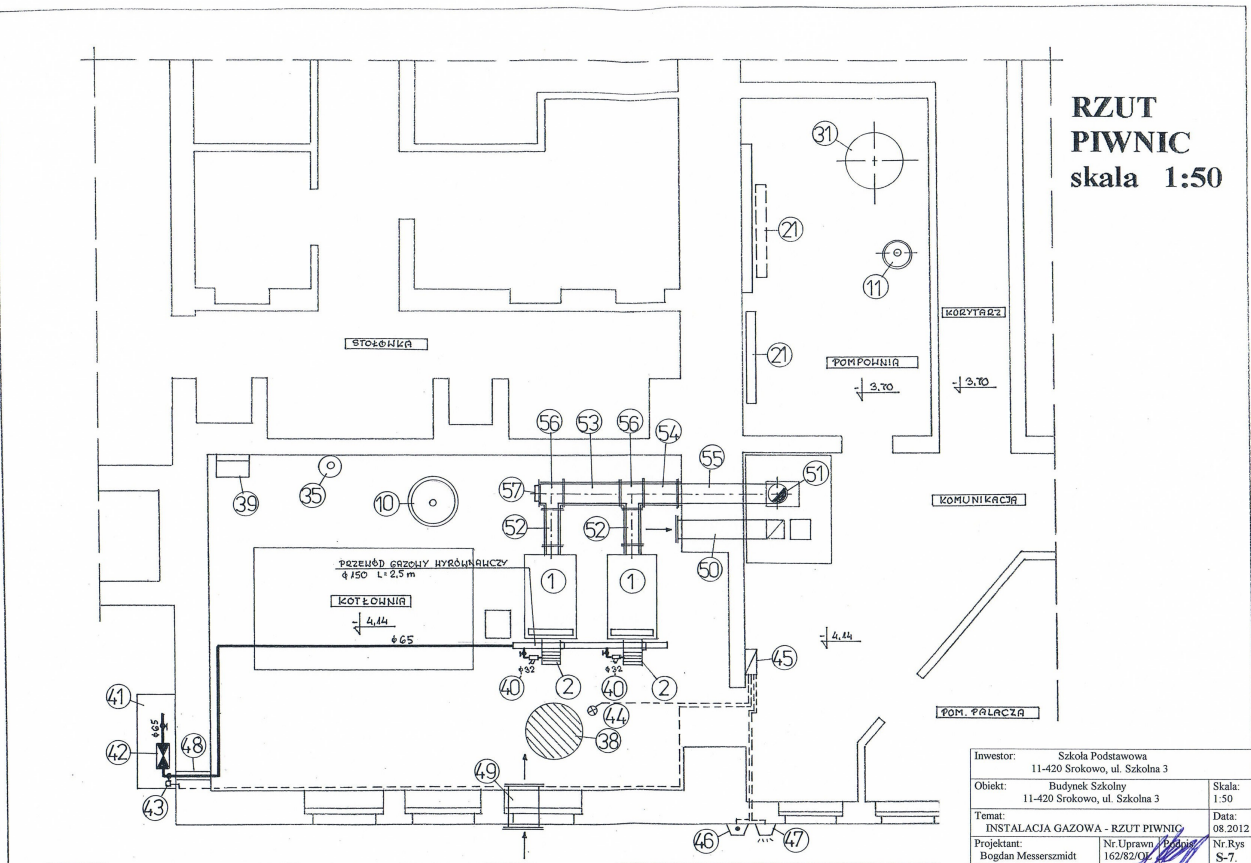 RZUT
PIWNIC
skala 1:50
31
21
11
KORYTARZ
STOŁÓWKA
21
POMPOWNIA
- 3,70
- 3,70
56
53
56
54
55
57
51
39
35
10
52
52
50
KOMUNIKACJA
PRZEWÓD GAZOWY WYRÓWNAWCZY
ϕ 150 L = 2,5 m
1
1
KOTŁOWNIA
- 4,14
ϕ 65
- 4,14
45
ϕ32
ϕ32
40
2
40
2
44
41
ϕ65
42
48
38
POM. PALACZA
43
49
46
47
Inwestor: Szkoła Podstawowa
11-420 Srokowo, ul. Szkolna 3
Obiekt: Budynek Szkolny
11-420 Srokowo, ul. Szkolna 3
Skala:
1:50
Temat:
INSTALACJA GAZOWA - RZUT PIWNIC
Data:
08.2012
Projektant:
Bogdan Messerszmidt
Nr.Uprawn
162/82/OL
Podpis
Nr.Rys
S-7.